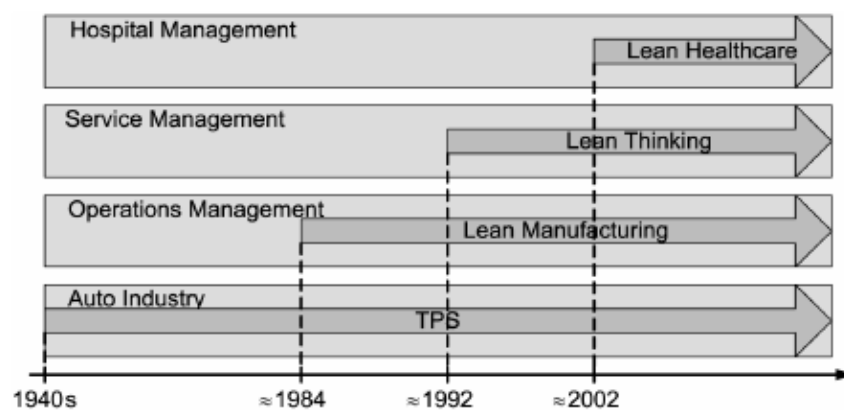 Hospital Management
Lean Healthcare
Service Management
Lean Thinking
Operations Management
Lean Manufacturing
Auto Industry
TPS
1940s ≈1984 ≈1992 ≈2002